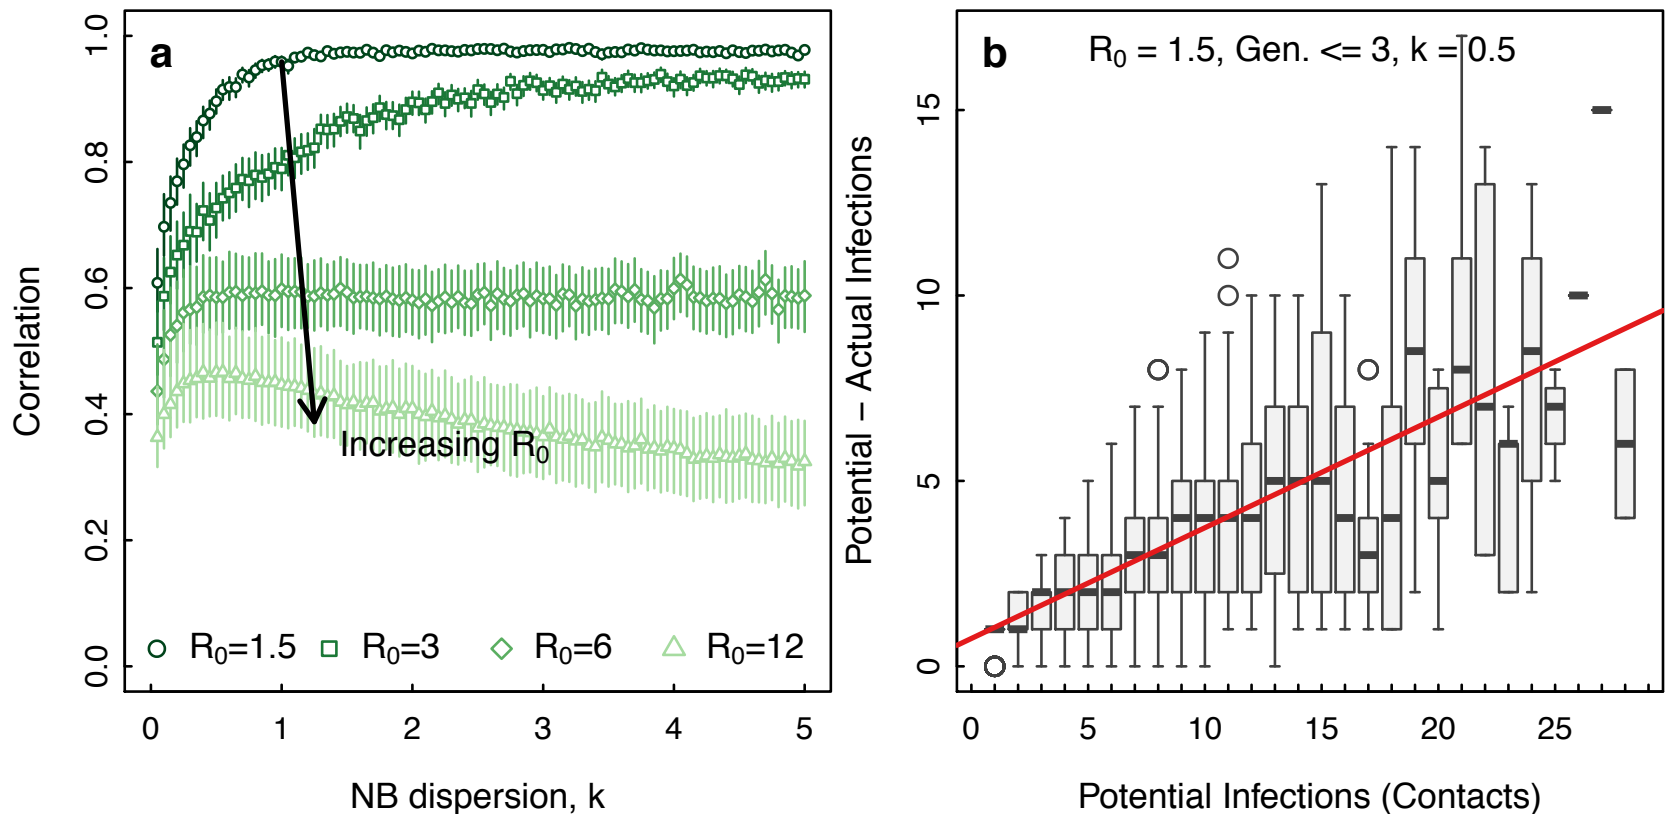 a
1.0
0.8
0.6
0.4
0.2
0.0
Correlation
Increasing R0
R0=1.5 R0=3 R0=6 R0=12
0 1 2 3 4 5
NB dispersion, k
b
R0 = 1.5, Gen. <= 3, k = 0.5
15
10
5
0
Potential – Actual Infections
0 5 10 15 20 25
Potential Infections (Contacts)